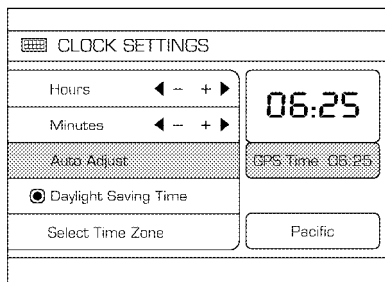 CLOCK SETTINGS
Hours ◀ − + ▶
Minutes ◀ − + ▶
06:25
Auto Adjust
GPS Time 06:25
Daylight Saving Time
Select Time Zone
Pacific